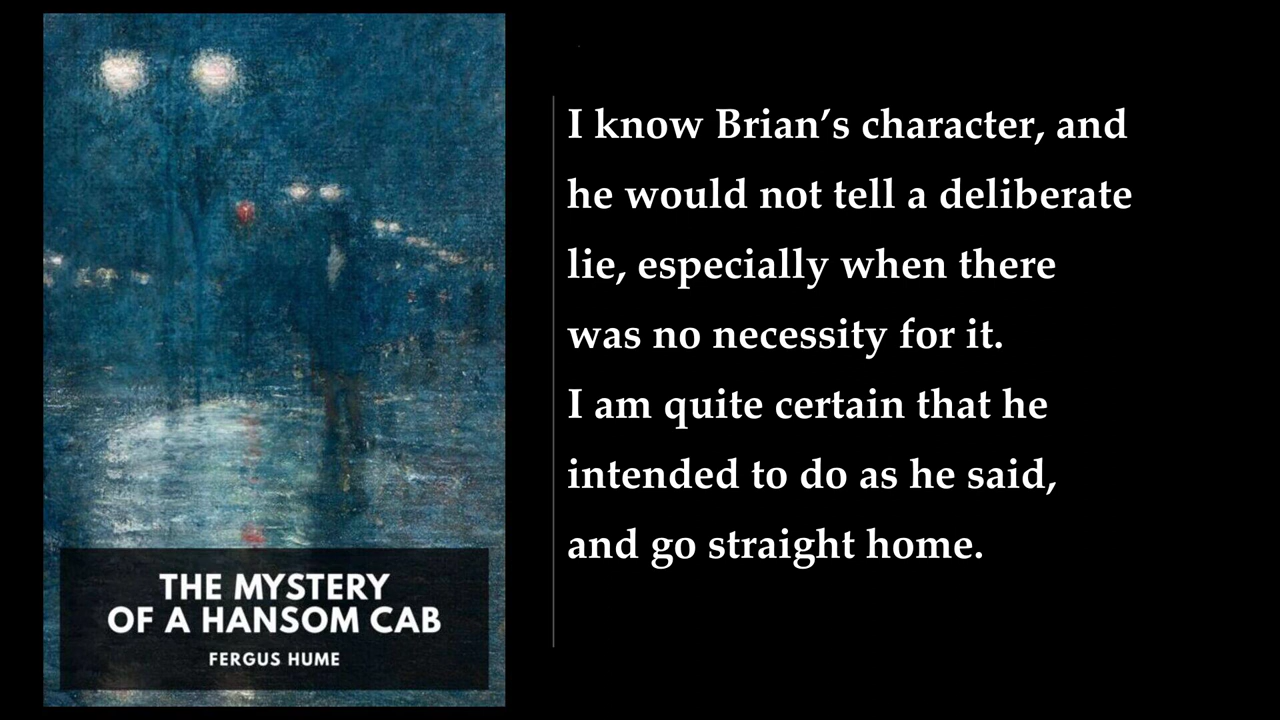 THE MYSTERY
OF A HANSOM CAB
FERGUS HUME
I know Brian’s character, and
he would not tell a deliberate
lie, especially when there
was no necessity for it.
I am quite certain that he
intended to do as he said,
and go straight home.